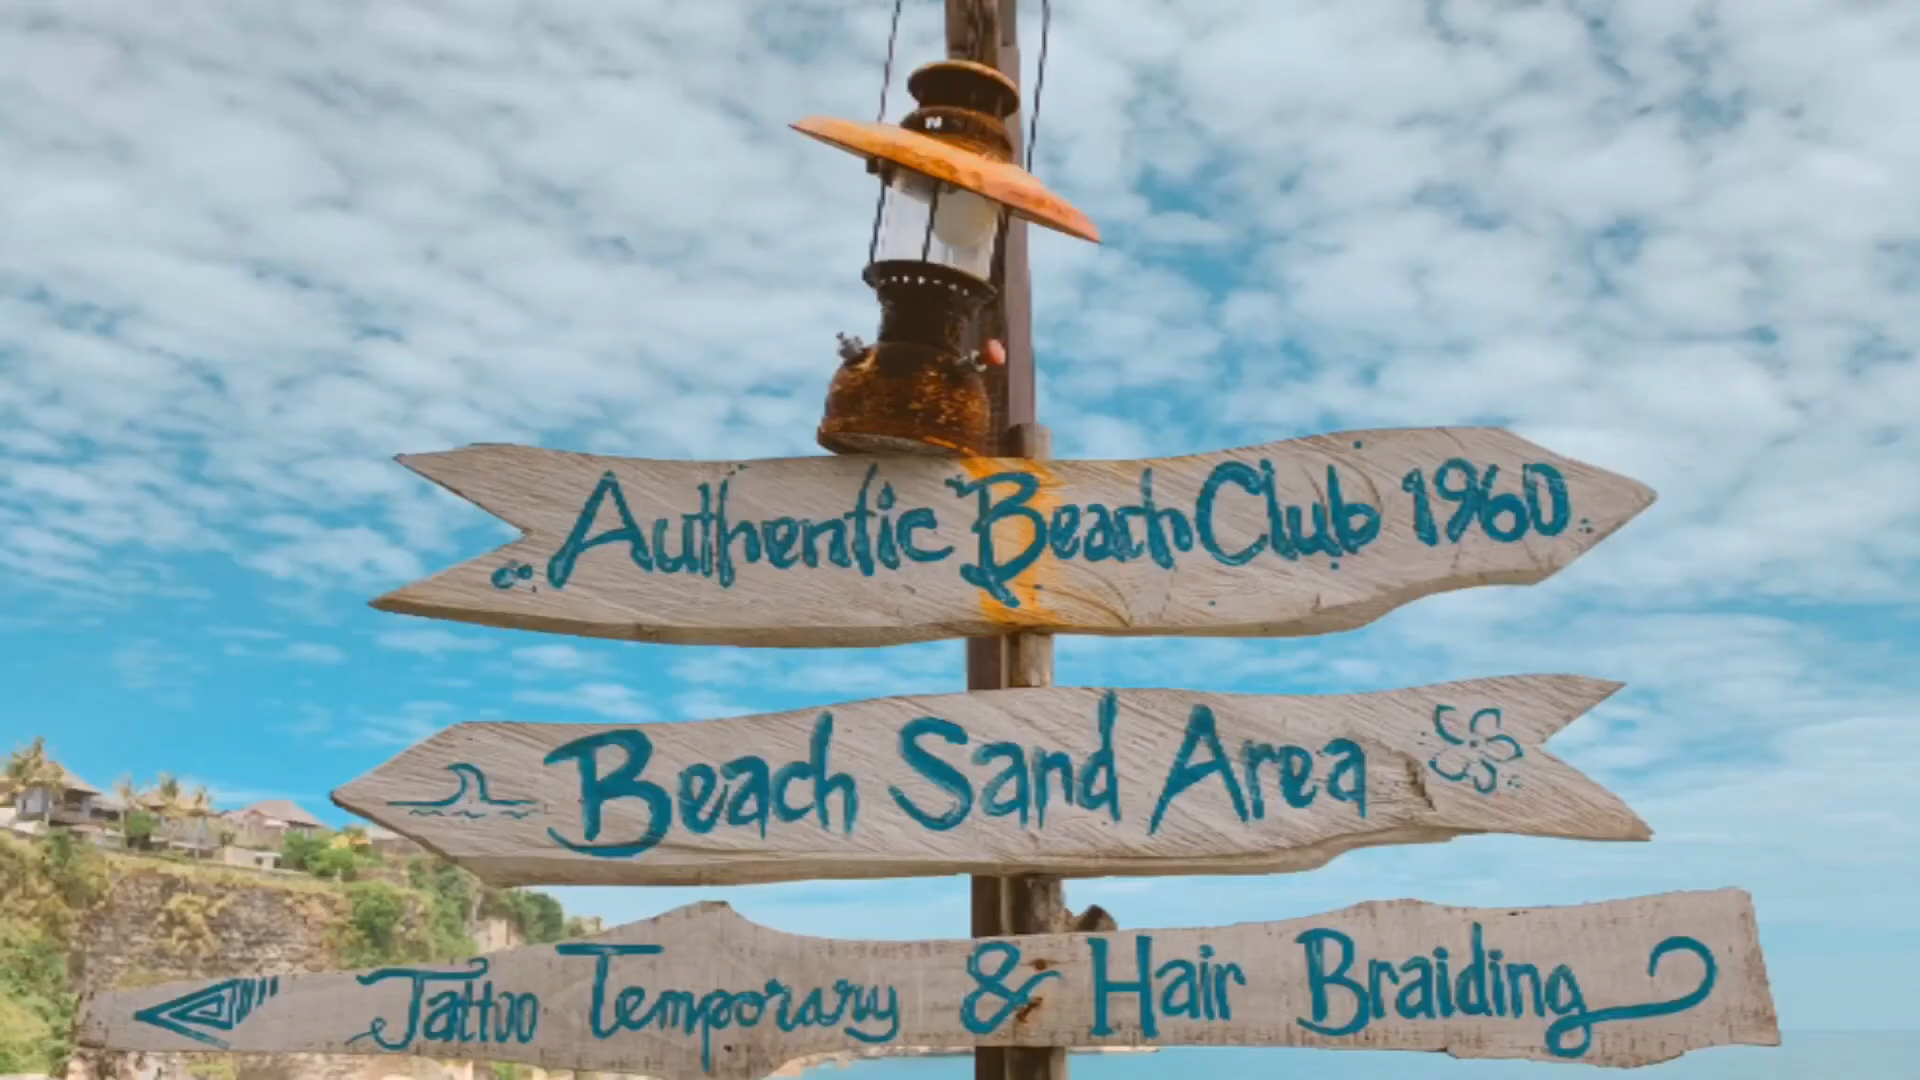 Authentic Beach Club 1960
Beach Sand Area
Tattoo Temporary & Hair Braiding